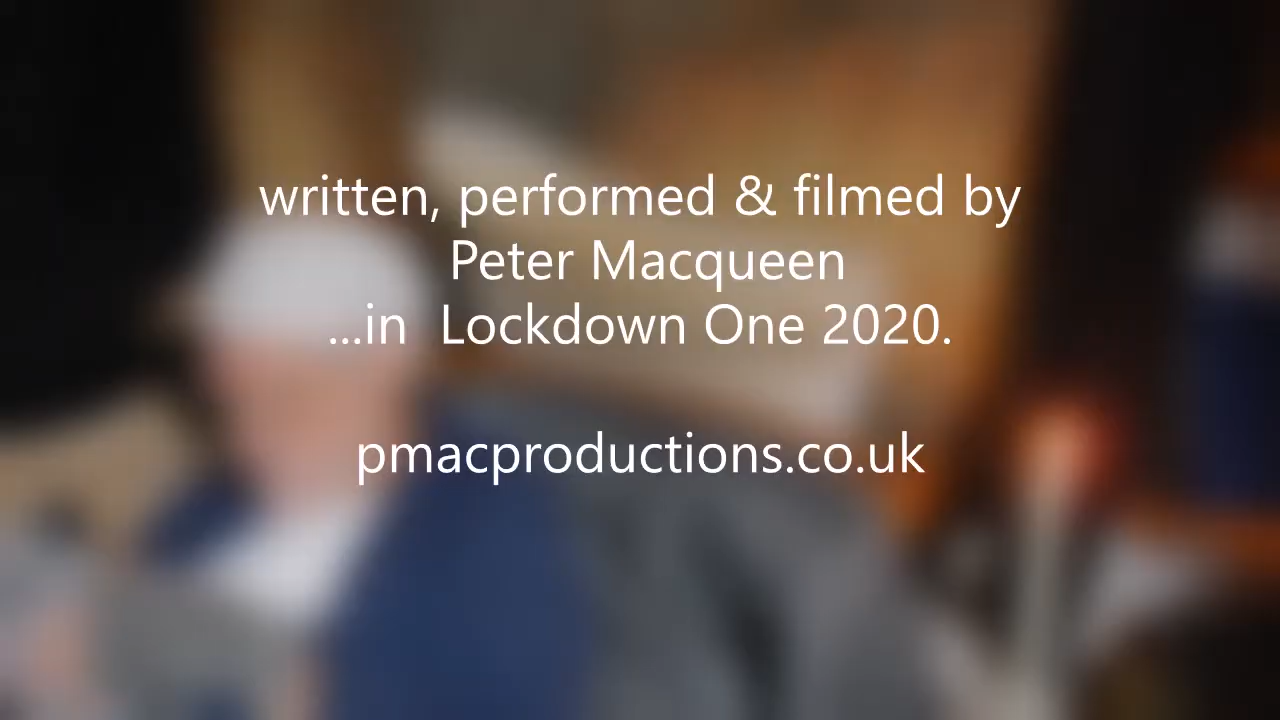 written, performed & filmed by
Peter Macqueen
...in  Lockdown One 2020.
pmacproductions.co.uk